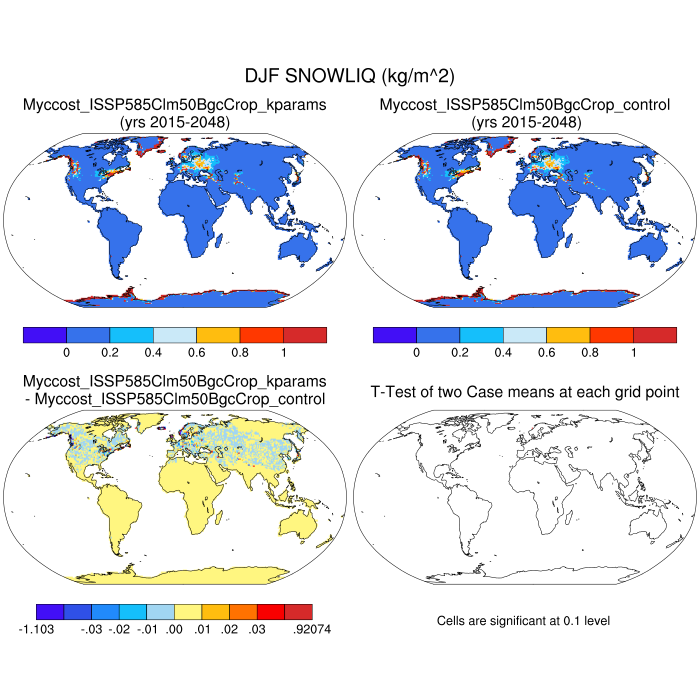 DJF SNOWLIQ (kg/m^2)
Myccost_ISSP585Clm50BgcCrop_kparams
(yrs 2015-2048)
Myccost_ISSP585Clm50BgcCrop_control
(yrs 2015-2048)
0 0.2 0.4 0.6 0.8 1
0 0.2 0.4 0.6 0.8 1
Myccost_ISSP585Clm50BgcCrop_kparams
- Myccost_ISSP585Clm50BgcCrop_control
T-Test of two Case means at each grid point
-1.103 -.03 -.02 -.01 .00 .01 .02 .03 .92074
Cells are significant at 0.1 level